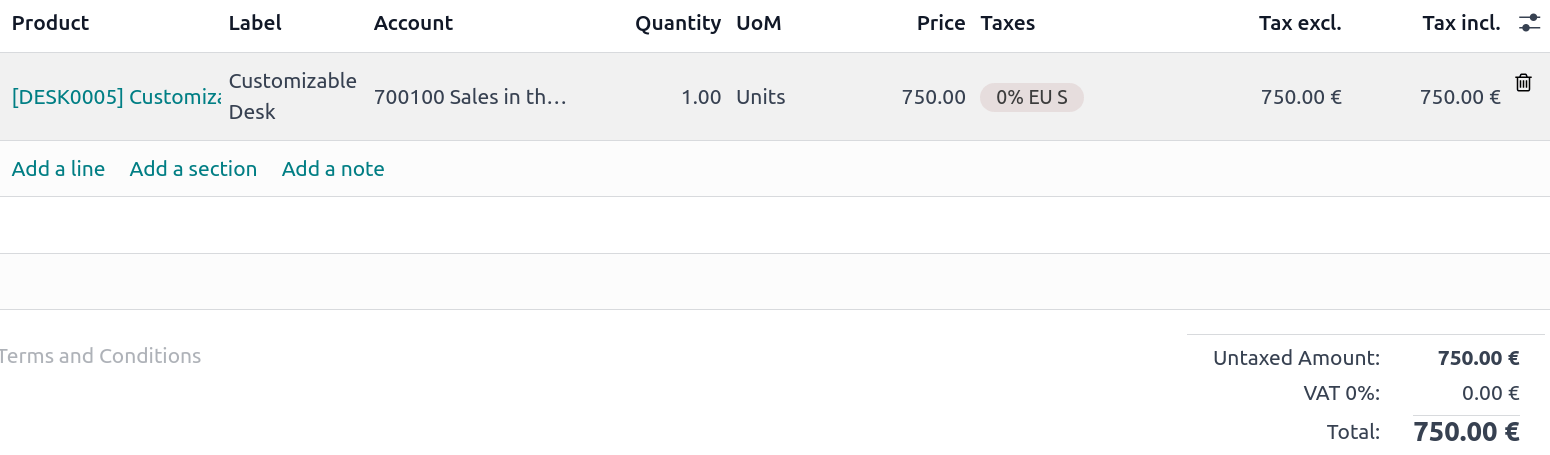 Product Label Account Quantity UoM Price Taxes Tax excl. Tax incl.
[DESK0005] Customiza Customizable Desk 700100 Sales in th... 1.00 Units 750.00 0% EU S 750.00 € 750.00 €
Add a line Add a section Add a note
Terms and Conditions
Untaxed Amount: 750.00 €
VAT 0%: 0.00 €
Total: 750.00 €